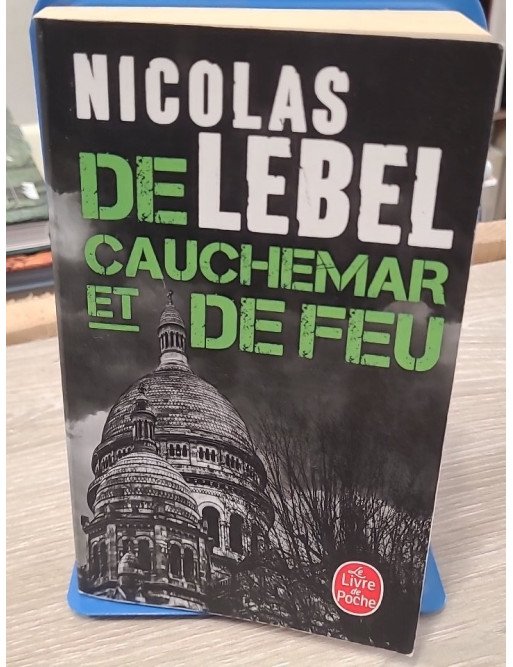 NICOLAS
LEBEL
DE
CAUCHEMAR
ET DE FEU
Le
Livre
de
Poche